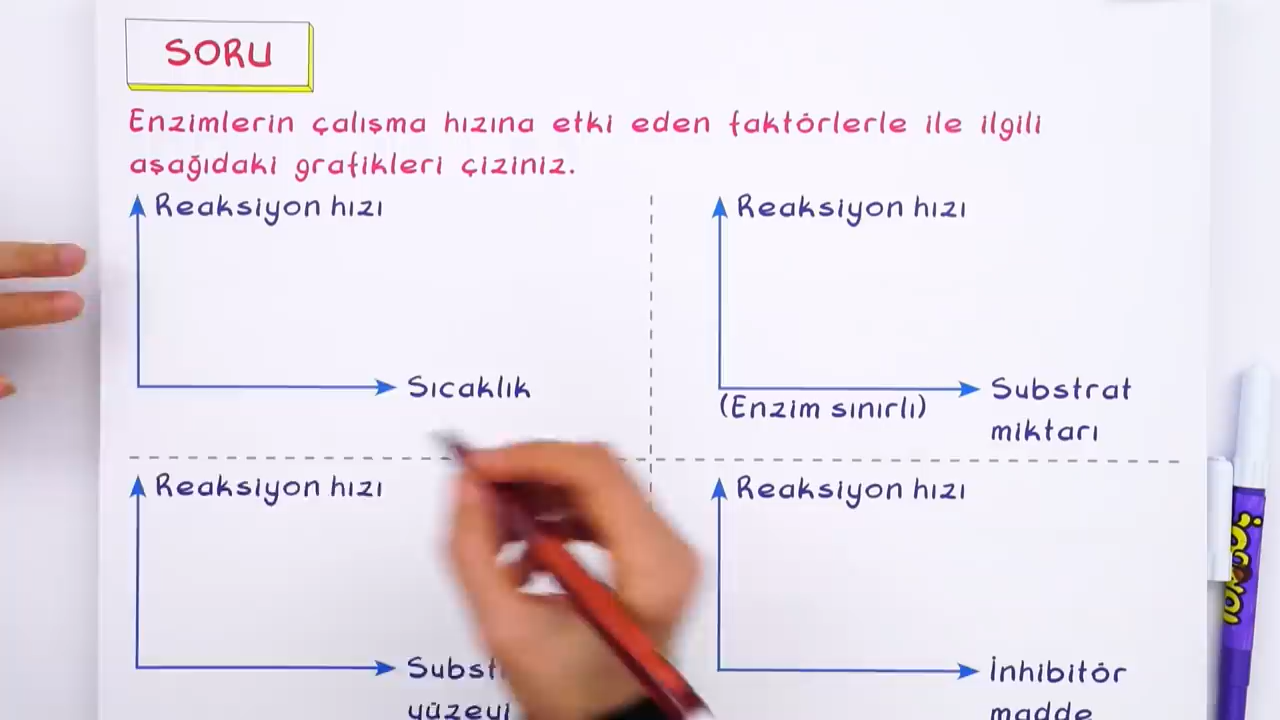 SORU
Enzimlerin çalışma hızına etki eden faktörlerle ile ilgili
aşağıdaki grafikleri çiziniz.
Reaksiyon hızı
Sıcaklık
Reaksiyon hızı
(Enzim sınırlı)
Substrat
miktarı
Reaksiyon hızı
yüzeyi
Reaksiyon hızı
İnhibitör
madde